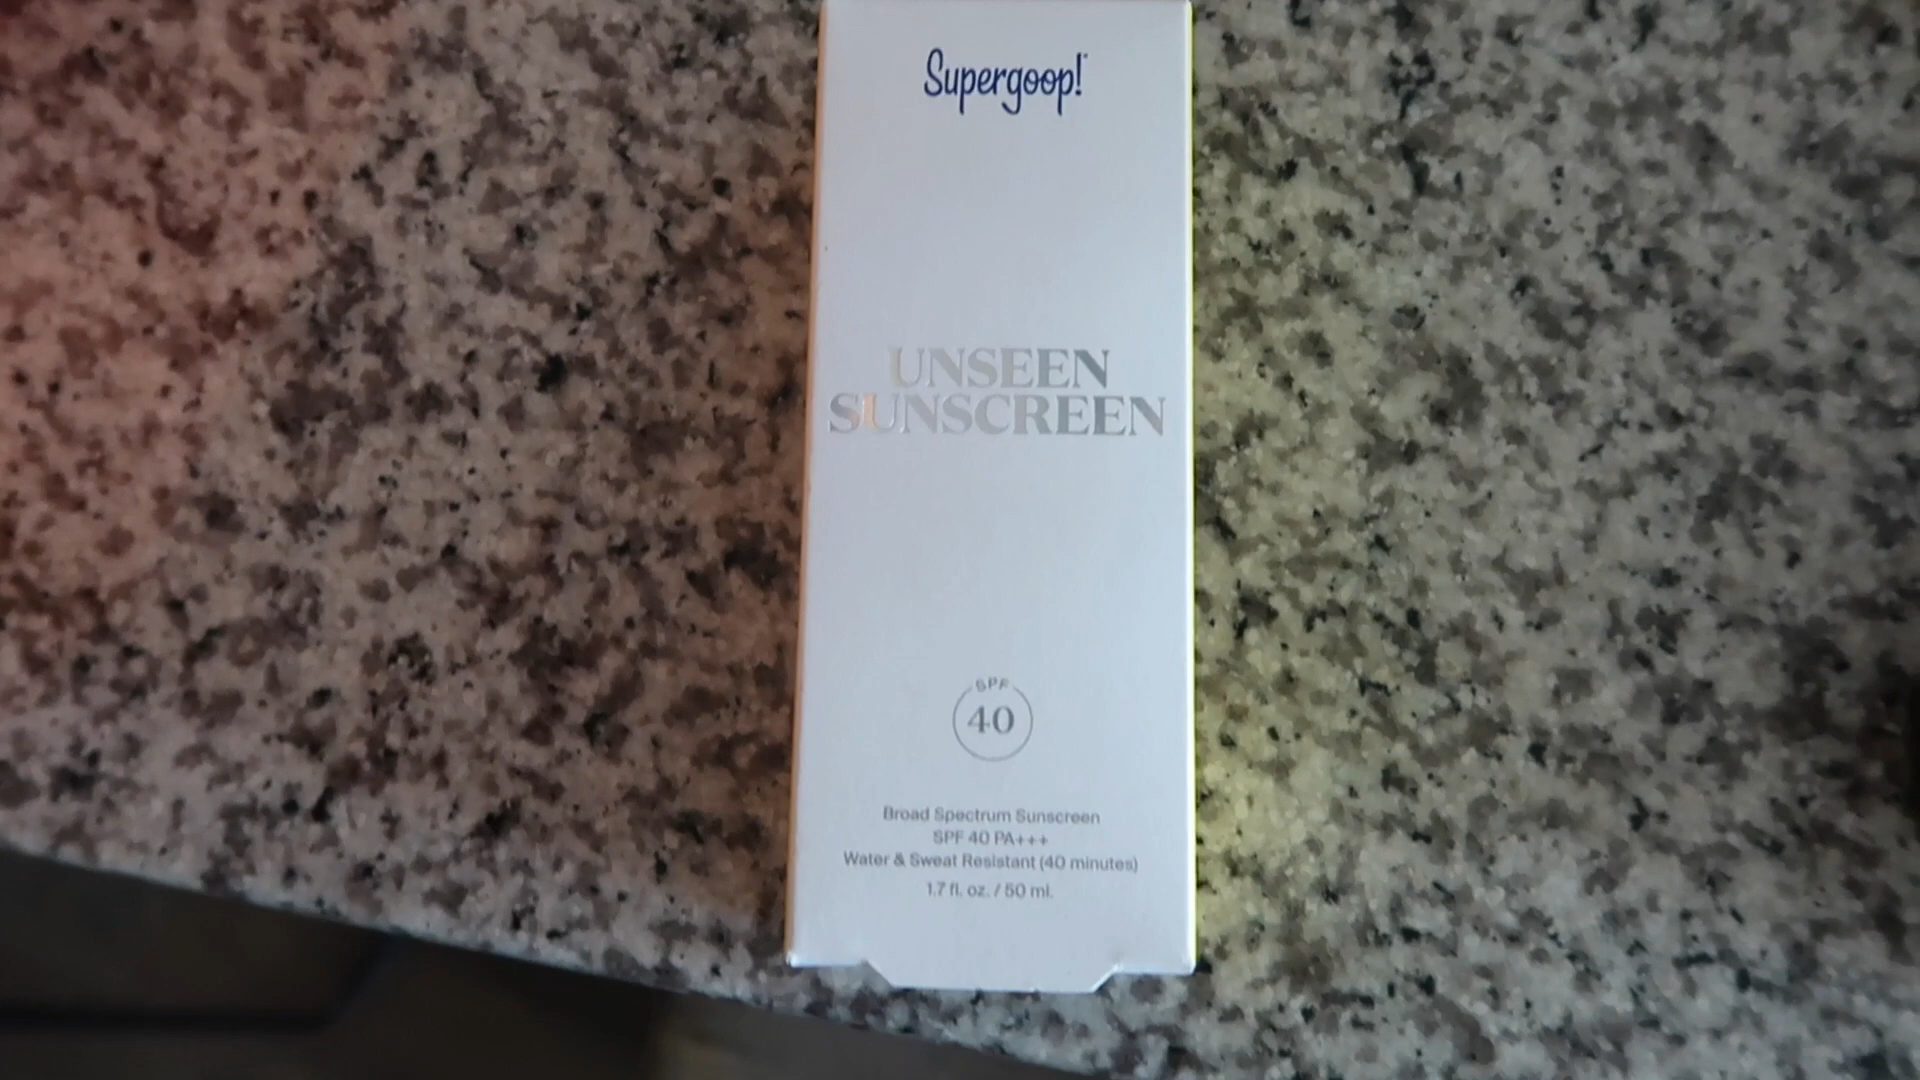 Supergoop!
UNSEEN
SUNSCREEN
SPF
40
Broad Spectrum Sunscreen
SPF 40 PA+++
Water & Sweat Resistant (40 minutes)
1.7 fl. oz. / 50 ml.